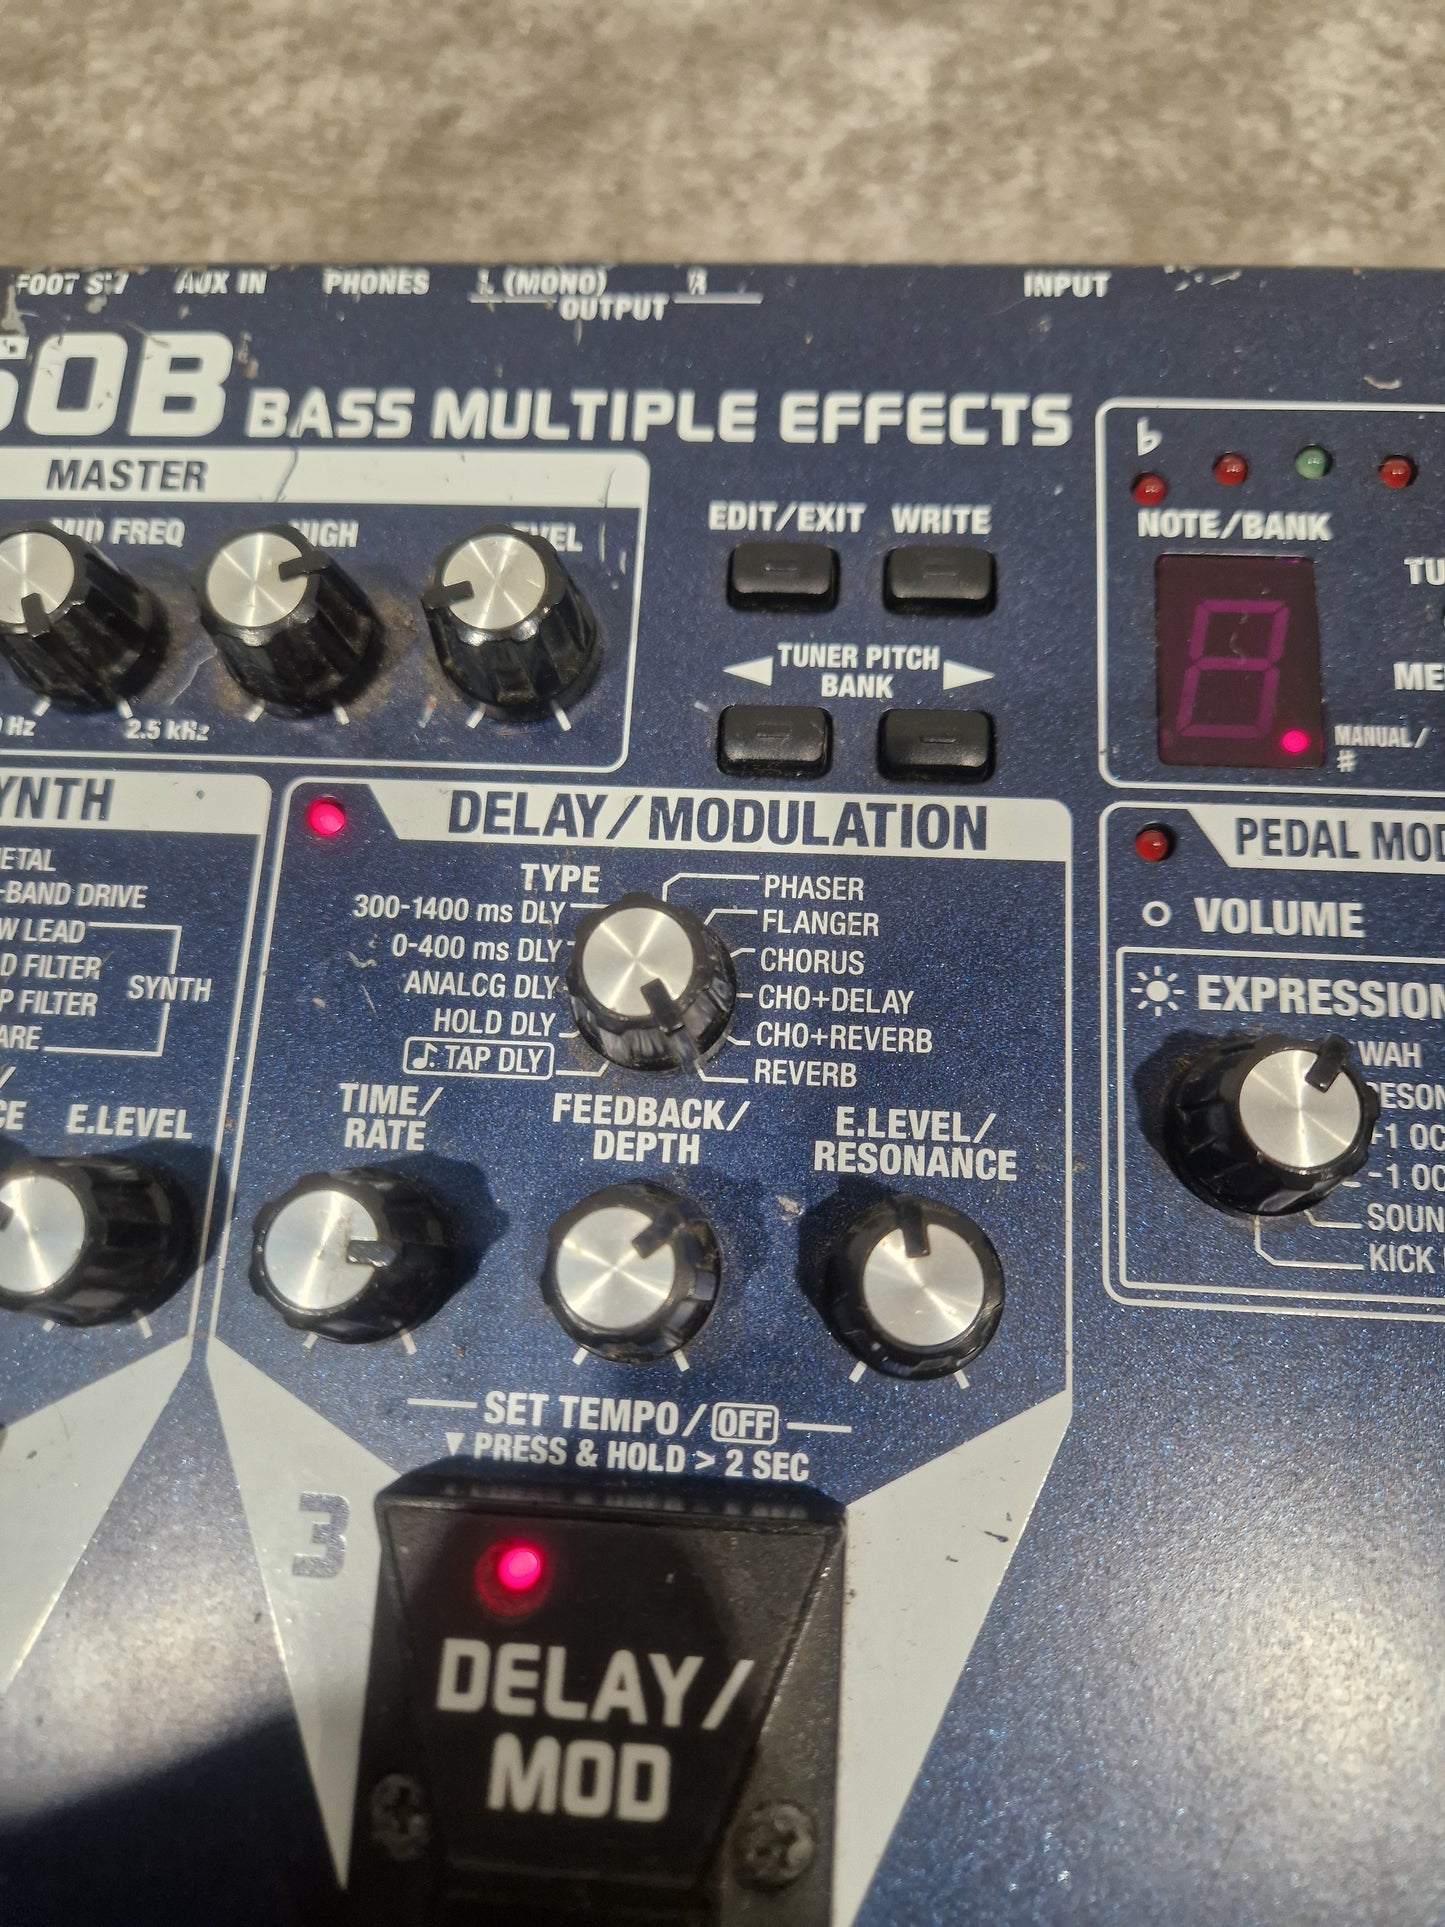 FOOT SW AUX IN PHONES L (MONO) R INPUT
OUTPUT
50B BASS MULTIPLE EFFECTS
MASTER
MID FREQ HIGH
2.5 kHz
EDIT/EXIT WRITE
TUNER PITCH
BANK
♭
NOTE/BANK
MANUAL/
#
DELAY/MODULATION
TYPE
300-1400 ms DLY
0-400 ms DLY
ANALOG DLY
HOLD DLY
♪. TAP DLY
PHASER
FLANGER
CHORUS
CHO+DELAY
CHO+REVERB
REVERB
TIME/
RATE
FEEDBACK/
DEPTH
E.LEVEL/
RESONANCE
SET TEMPO/OFF
▼ PRESS & HOLD > 2 SEC
3
DELAY/
MOD
SYNTH
E.LEVEL
PEDAL
VOLUME
EXPRESSION
WAH
KICK